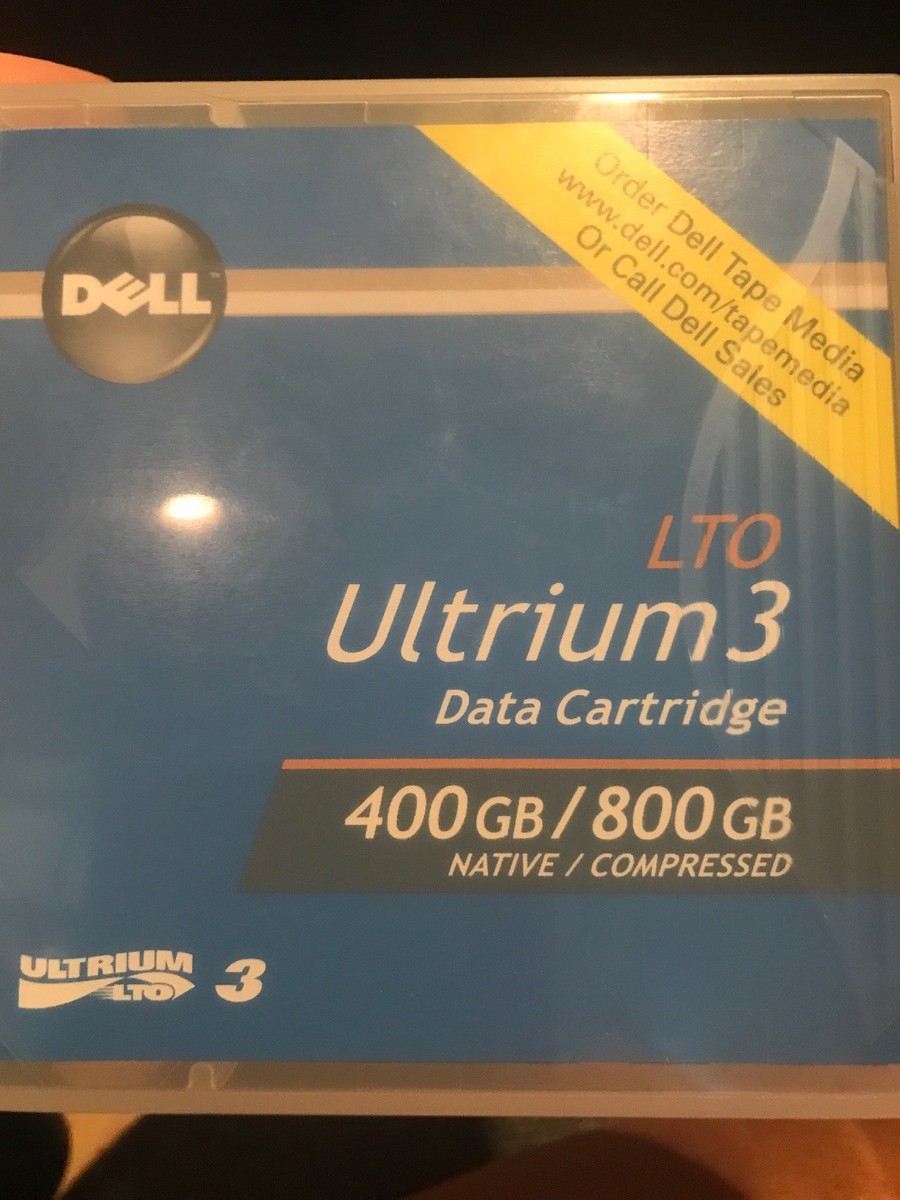 Order Dell Tape Media
www.dell.com/tapemedia
Or Call Dell Sales
DELL™
LTO
Ultrium 3
Data Cartridge
400 GB / 800 GB
NATIVE / COMPRESSED
ULTRIUM
LTO 3